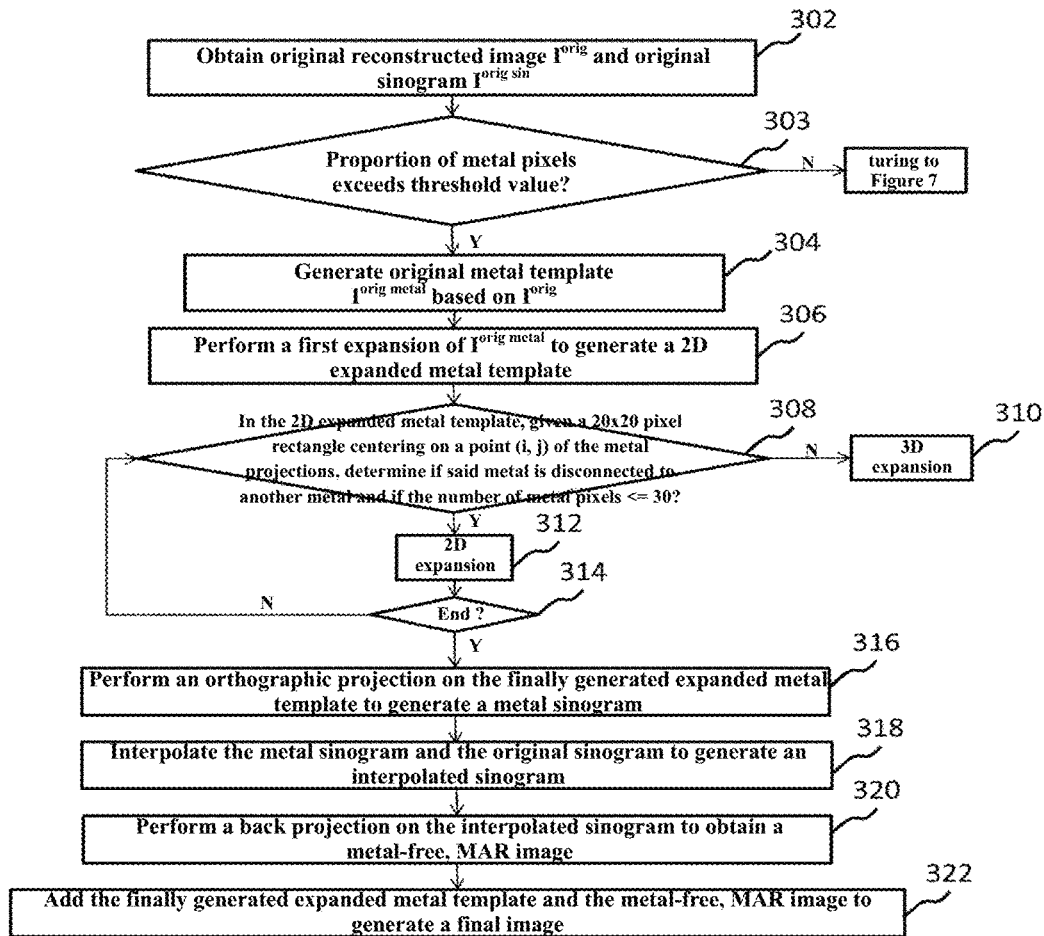 302
Obtain original reconstructed image I^orig and original
sinogram I^orig sin
303
Proportion of metal pixels
exceeds threshold value?
N
turing to
Figure 7
Y
304
Generate original metal template
I^orig metal based on I^orig
306
Perform a first expansion of I^orig metal to generate a 2D
expanded metal template
308
In the 2D expanded metal template, given a 20x20 pixel
rectangle centering on a point (i, j) of the metal
projections, determine if said metal is disconnected to
another metal and if the number of metal pixels <= 30?
N
310
3D
expansion
Y
312
2D
expansion
314
N
End ?
Y
316
Perform an orthographic projection on the finally generated expanded metal
template to generate a metal sinogram
318
Interpolate the metal sinogram and the original sinogram to generate an
interpolated sinogram
320
Perform a back projection on the interpolated sinogram to obtain a
metal-free, MAR image
322
Add the finally generated expanded metal template and the metal-free, MAR image to
generate a final image